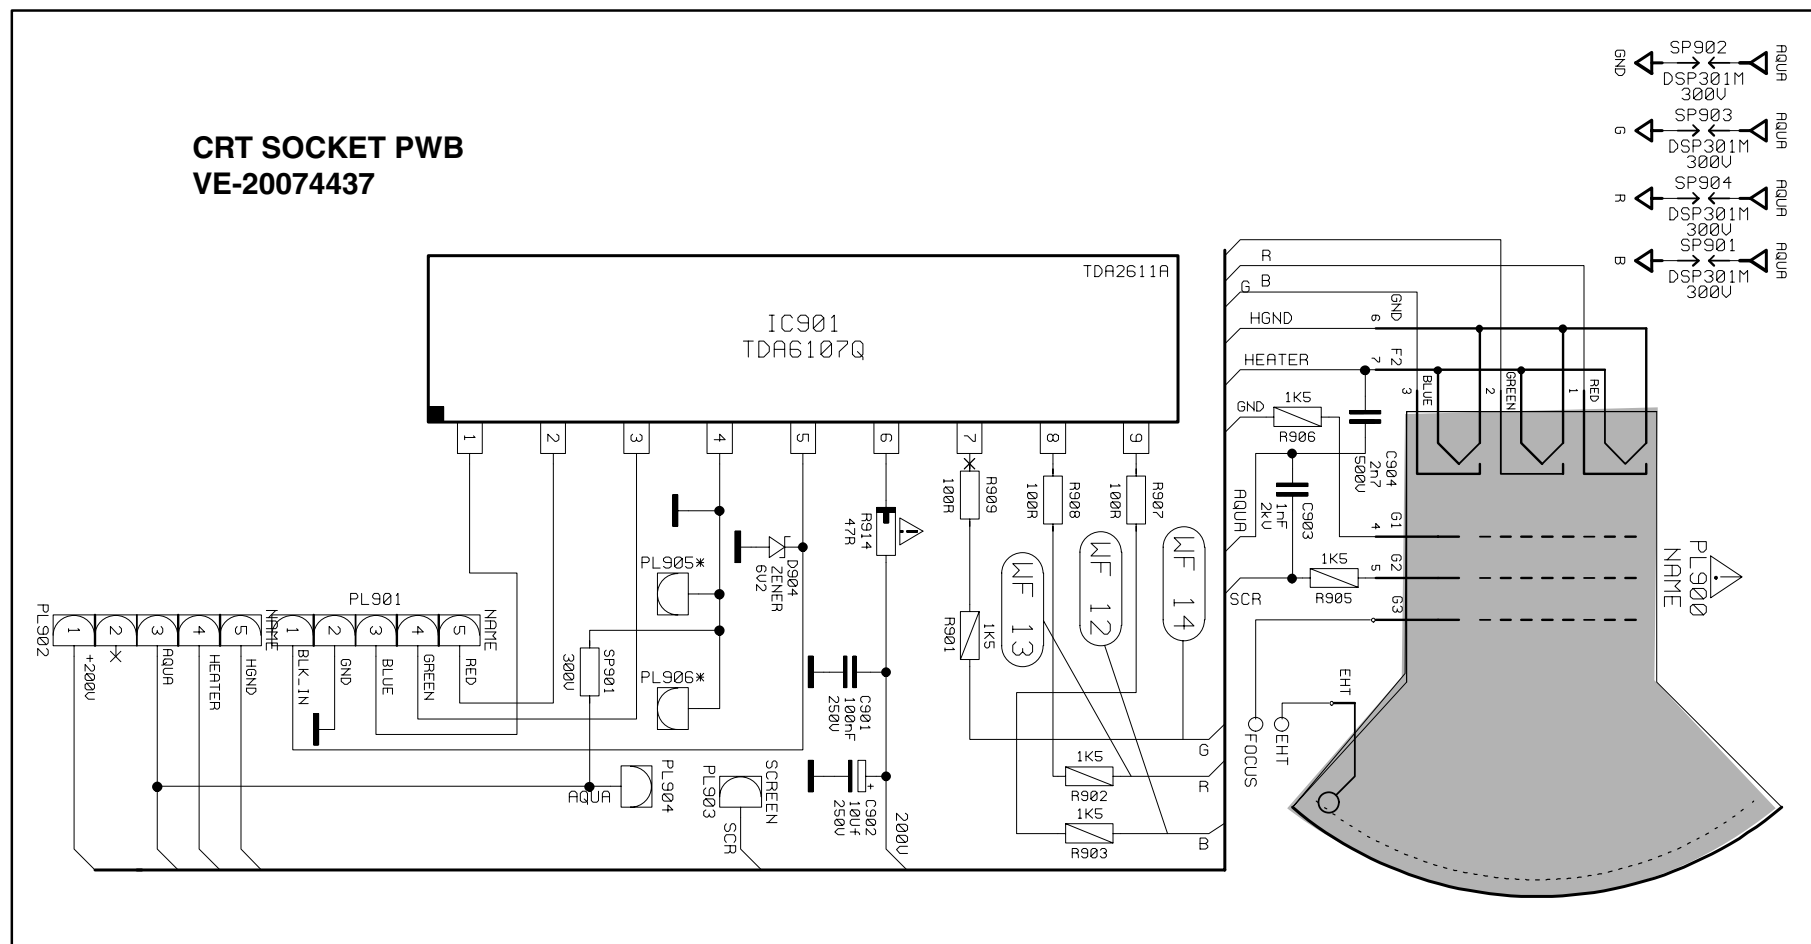 CRT SOCKET PWB
VE-20074437
SP902
GND
AQUA
DSP301M
300V
SP903
G
AQUA
DSP301M
300V
SP904
R
AQUA
DSP301M
300V
SP901
B
AQUA
DSP301M
300V
TDA2611A
IC901
TDA6107Q
1
2
3
4
5
6
7
8
9
R
G
B
HGND
6
GND
HEATER
7
F2
3
BLUE
2
GREEN
1
RED
GND
1K5
R906
C904
2n7
500V
AQUA
C903
1nF
2kV
4
G1
1K5
R905
5
G2
SCR
G3
PL900
NAME
EHT
FOCUS
EHT
R909
100R
R908
100R
R907
100R
R914
47R
D904
ZENER
6V2
WF 13
WF 12
WF 14
1K5
R901
PL905*
PL906*
PL901
NAME
NAME
PL902
1
2
3
4
5
1
2
3
4
5
+200V
AQUA
HEATER
HGND
BLK_IN
GND
BLUE
GREEN
RED
SP901
300V
C901
100nF
250V
+
C902
10Uf
250V
200V
AQUA
PL904
SCREEN
PL903
SCR
1K5
R902
1K5
R903
G
R
B